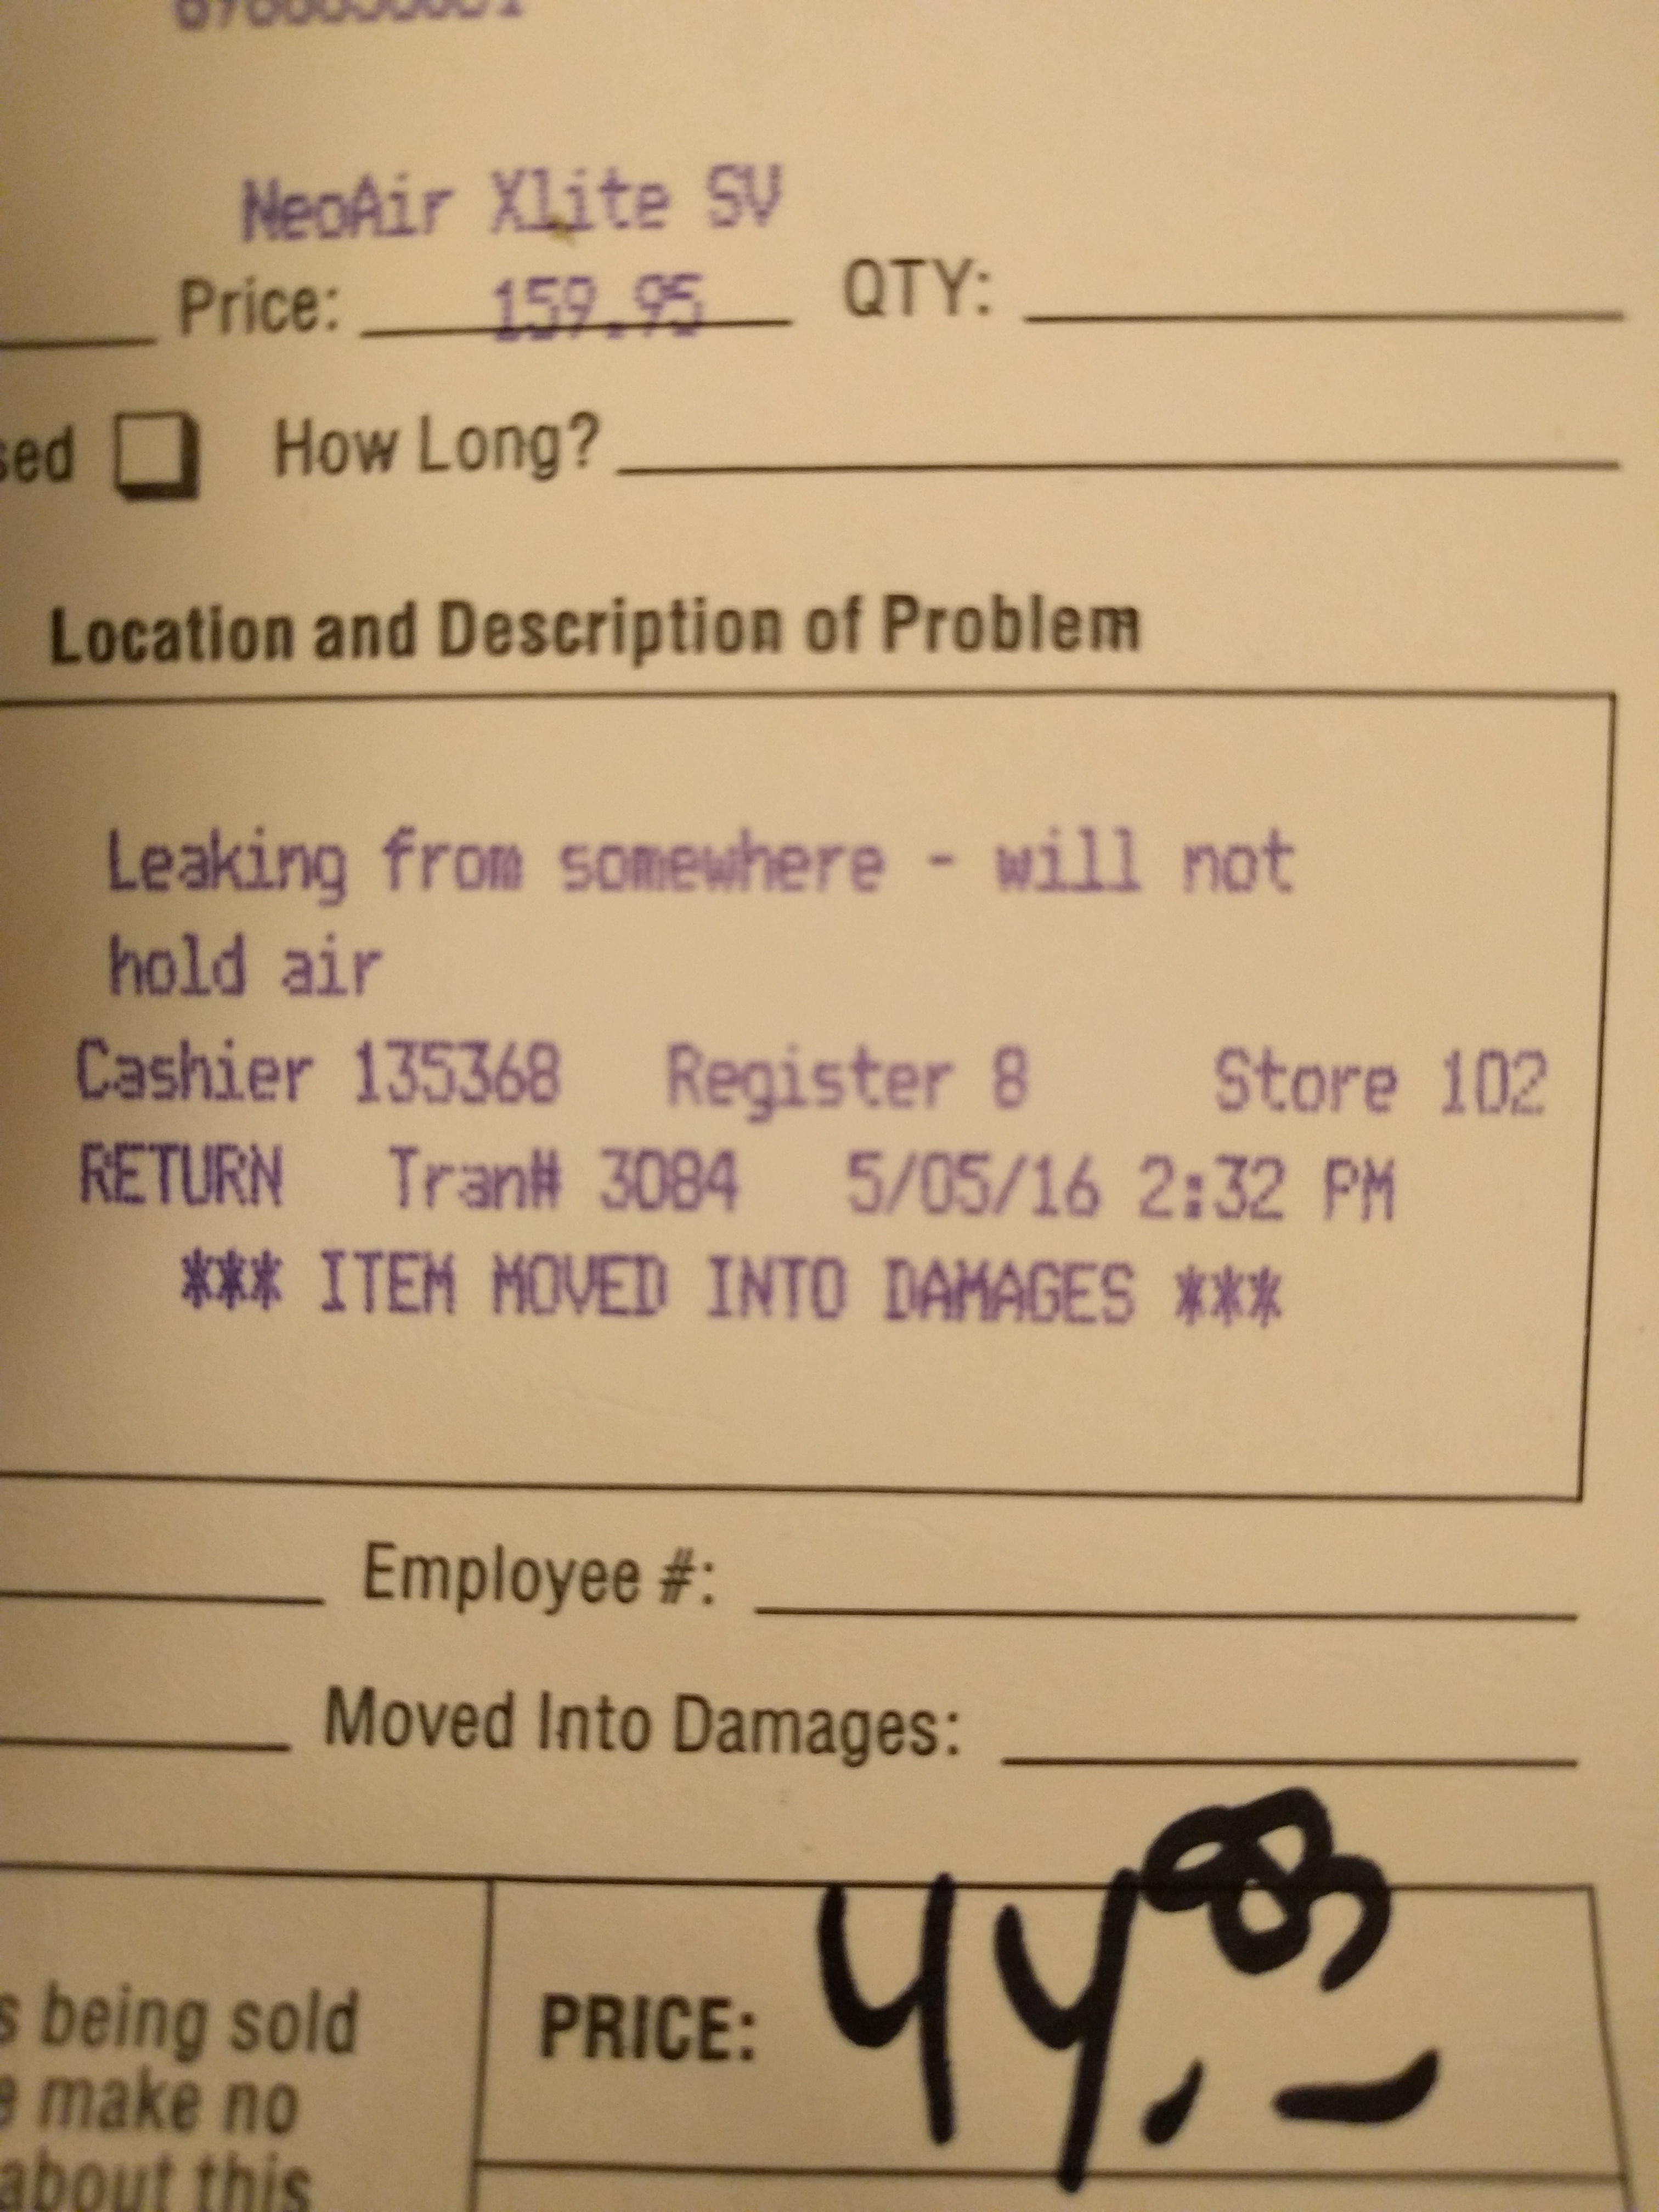 NeoAir Xlite SV
Price: 159.95 QTY:
sed How Long?
Location and Description of Problem
Leaking from somewhere - will not
hold air
Cashier 135368 Register 8 Store 102
RETURN Tran# 3084 5/05/16 2:32 PM
*** ITEM MOVED INTO DAMAGES ***
Employee #:
Moved Into Damages:
s being sold
PRICE: 44.
e make no
about this